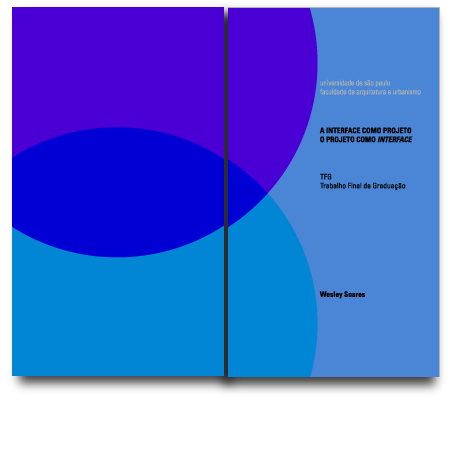 universidade de são paulo
faculdade de arquitetura e urbanismo
A INTERFACE COMO PROJETO
O PROJETO COMO INTERFACE
TFG
Trabalho Final de Graduação
Wesley Soares